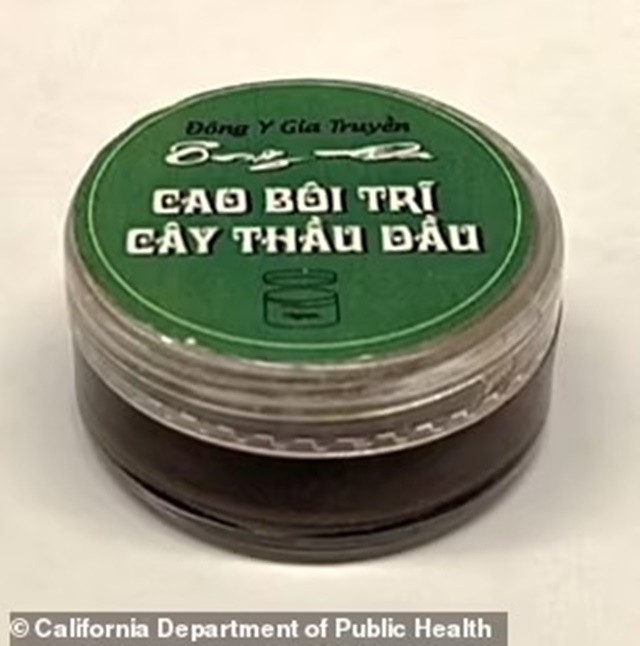 Đông Y Gia Truyền
CAO BÔI TRĨ
CÂY THẦU DẦU
© California Department of Public Health